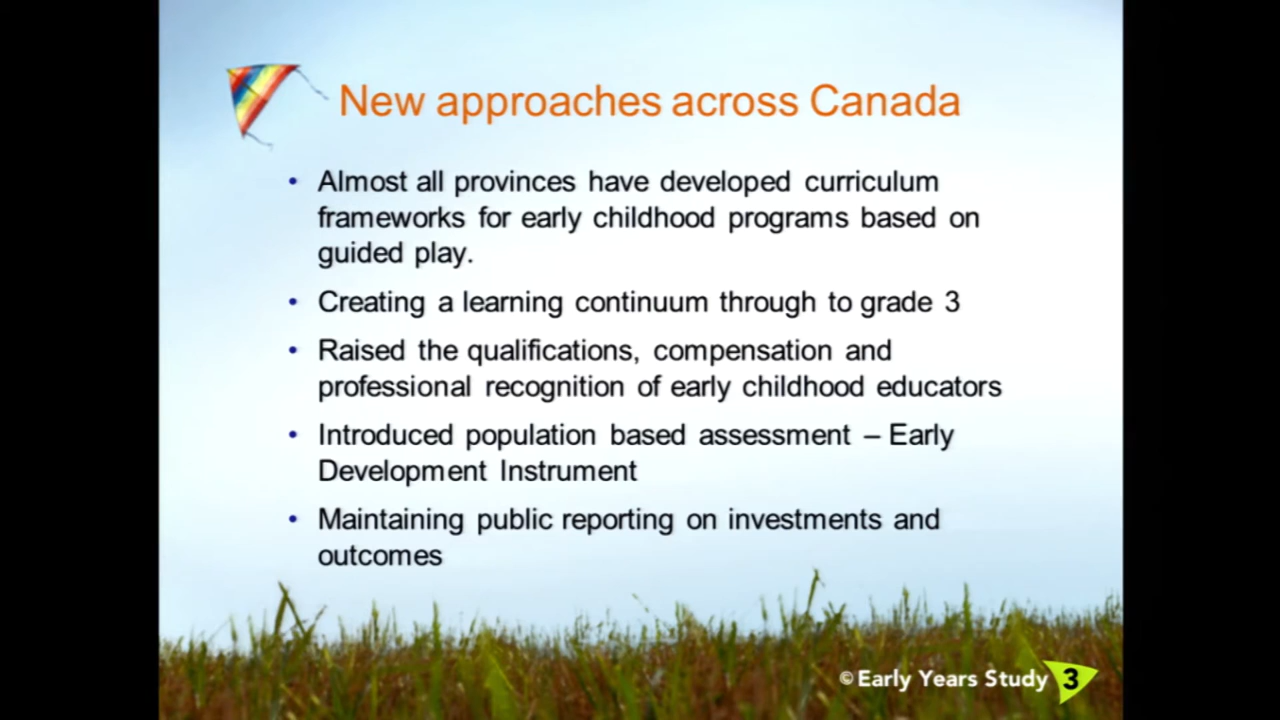 New approaches across Canada
• Almost all provinces have developed curriculum
frameworks for early childhood programs based on
guided play.
• Creating a learning continuum through to grade 3
• Raised the qualifications, compensation and
professional recognition of early childhood educators
• Introduced population based assessment – Early
Development Instrument
• Maintaining public reporting on investments and
outcomes
© Early Years Study 3